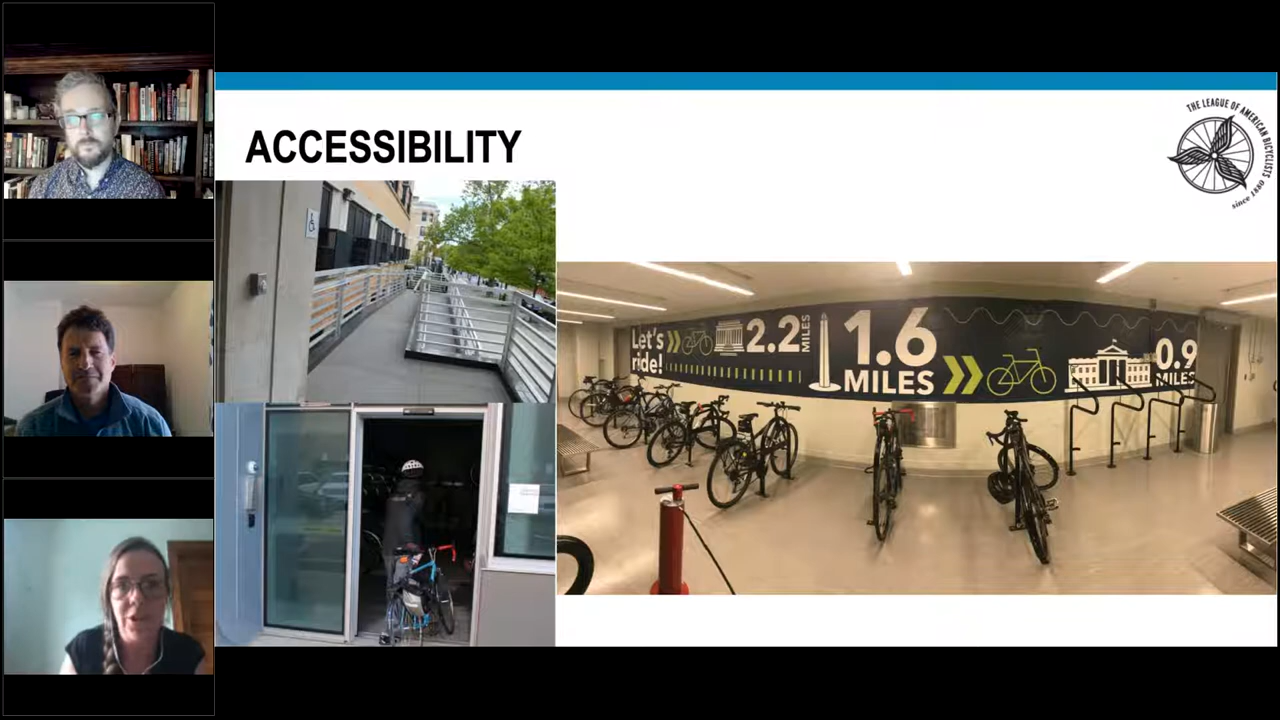 ACCESSIBILITY
THE LEAGUE OF AMERICAN BICYCLISTS
since 1880
Let's
ride!
2.2
MILES
1.6
MILES
0.9
MILES